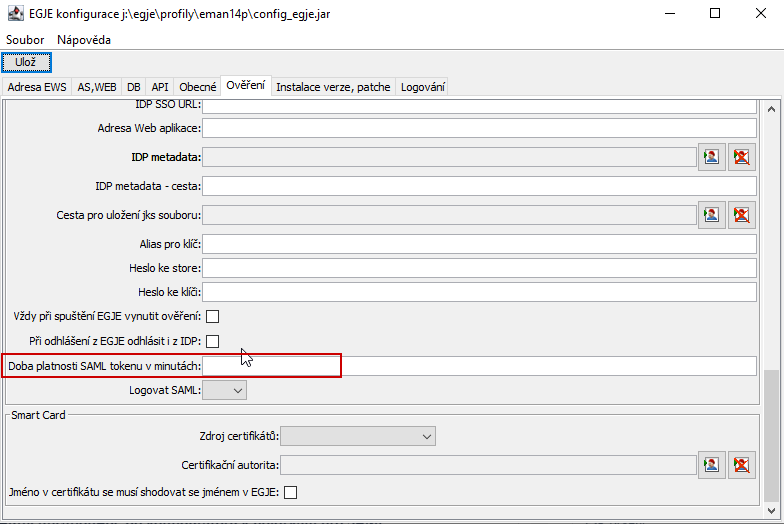 EGJE konfigurace j:\egje\profily\eman14p\config_egje.jar
Soubor Nápověda
Ulož
Adresa EWS AS,WEB DB API Obecné Ověření Instalace verze, patche Logování
IDP SSO URL:
Adresa Web aplikace:
IDP metadata:
IDP metadata - cesta:
Cesta pro uložení jks souboru:
Alias pro klíč:
Heslo ke store:
Heslo ke klíči:
Vždy při spuštění EGJE vynutit ověření:
Při odhlášení z EGJE odhlásit i z IDP:
Doba platnosti SAML tokenu v minutách:
Logovat SAML:
Smart Card
Zdroj certifikátů:
Certifikační autorita:
Jméno v certifikátu se musí shodovat se jménem v EGJE: